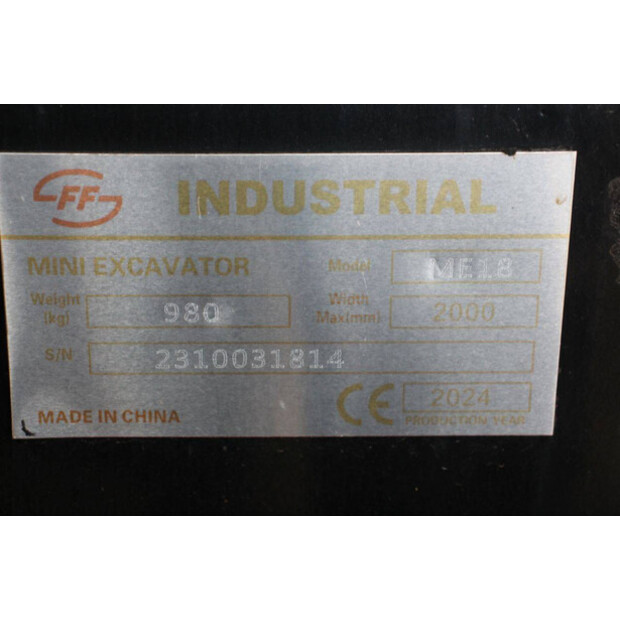 FF INDUSTRIAL
MINI EXCAVATOR Model ME18
Weight (kg) 980 Wioth Max(mm) 2000
S/N 2310031814
MADE IN CHINA CE 2024
PRODUCTION YEAR